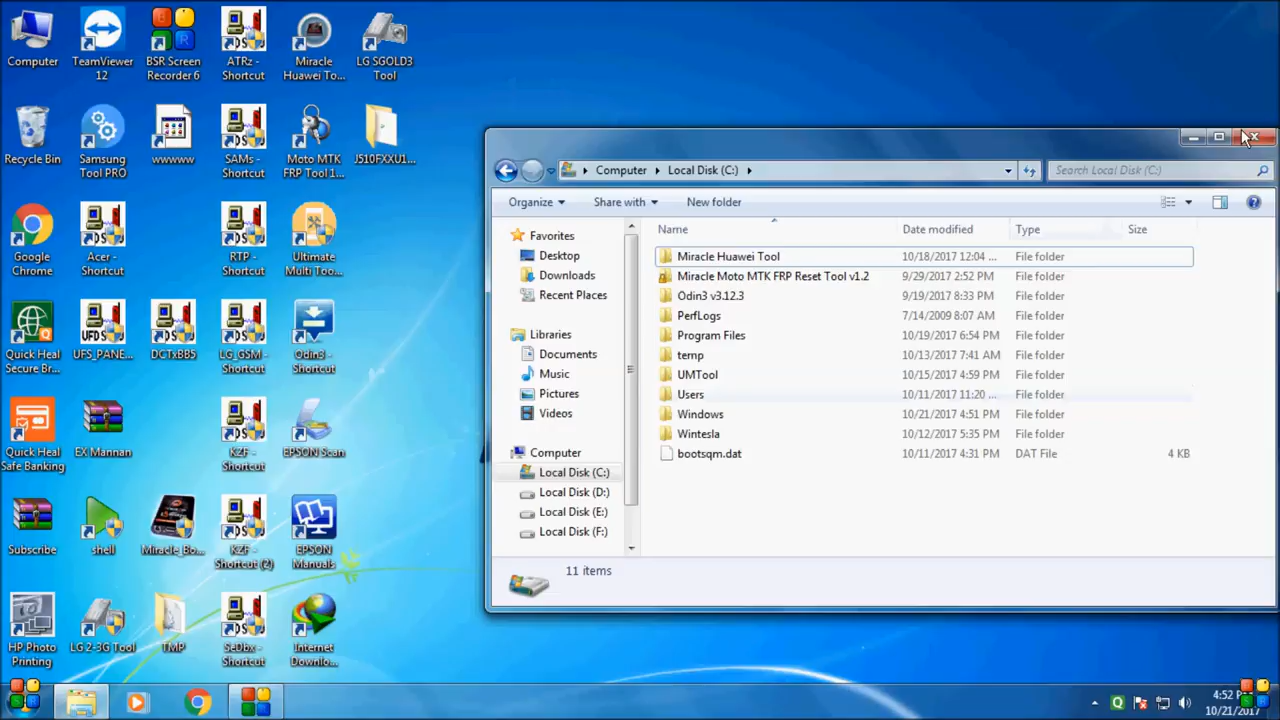 Computer
TeamViewer 12
BSR Screen Recorder 6
ATRz - Shortcut
Miracle Huawei To...
LG SGOLD3 Tool
Recycle Bin
Samsung Tool PRO
wwwww
SAMs - Shortcut
Moto MTK FRP Tool 1...
J510FXXU1...
Google Chrome
Acer - Shortcut
RTP - Shortcut
Ultimate Multi Too...
Quick Heal Secure Br...
UFS_PANE...
DCTxBB5
LG_GSM - Shortcut
Odin3 - Shortcut
Quick Heal Safe Banking
EX Mannan
KZF - Shortcut
EPSON Scan
Subscribe
shell
Miracle_Bo...
KZF - Shortcut (2)
EPSON Manuals
HP Photo Printing
LG 2-3G Tool
TMP
SeDbx - Shortcut
Internet Downlo...
Computer
Local Disk (C:)
Search Local Disk (C:)
Organize
Share with
New folder
Favorites
Desktop
Downloads
Recent Places
Libraries
Documents
Music
Pictures
Videos
Computer
Local Disk (C:)
Local Disk (D:)
Local Disk (E:)
Local Disk (F:)
Name Date modified Type Size
Miracle Huawei Tool 10/18/2017 12:04 ... File folder
Miracle Moto MTK FRP Reset Tool v1.2 9/29/2017 2:52 PM File folder
Odin3 v3.12.3 9/19/2017 8:33 PM File folder
PerfLogs 7/14/2009 8:07 AM File folder
Program Files 10/19/2017 6:54 PM File folder
temp 10/13/2017 7:41 AM File folder
UMTool 10/15/2017 4:59 PM File folder
Users 10/11/2017 11:20 ... File folder
Windows 10/21/2017 4:51 PM File folder
Wintesla 10/12/2017 5:35 PM File folder
bootsqm.dat 10/11/2017 4:31 PM DAT File 4 KB
11 items
4:52
10/21/2017